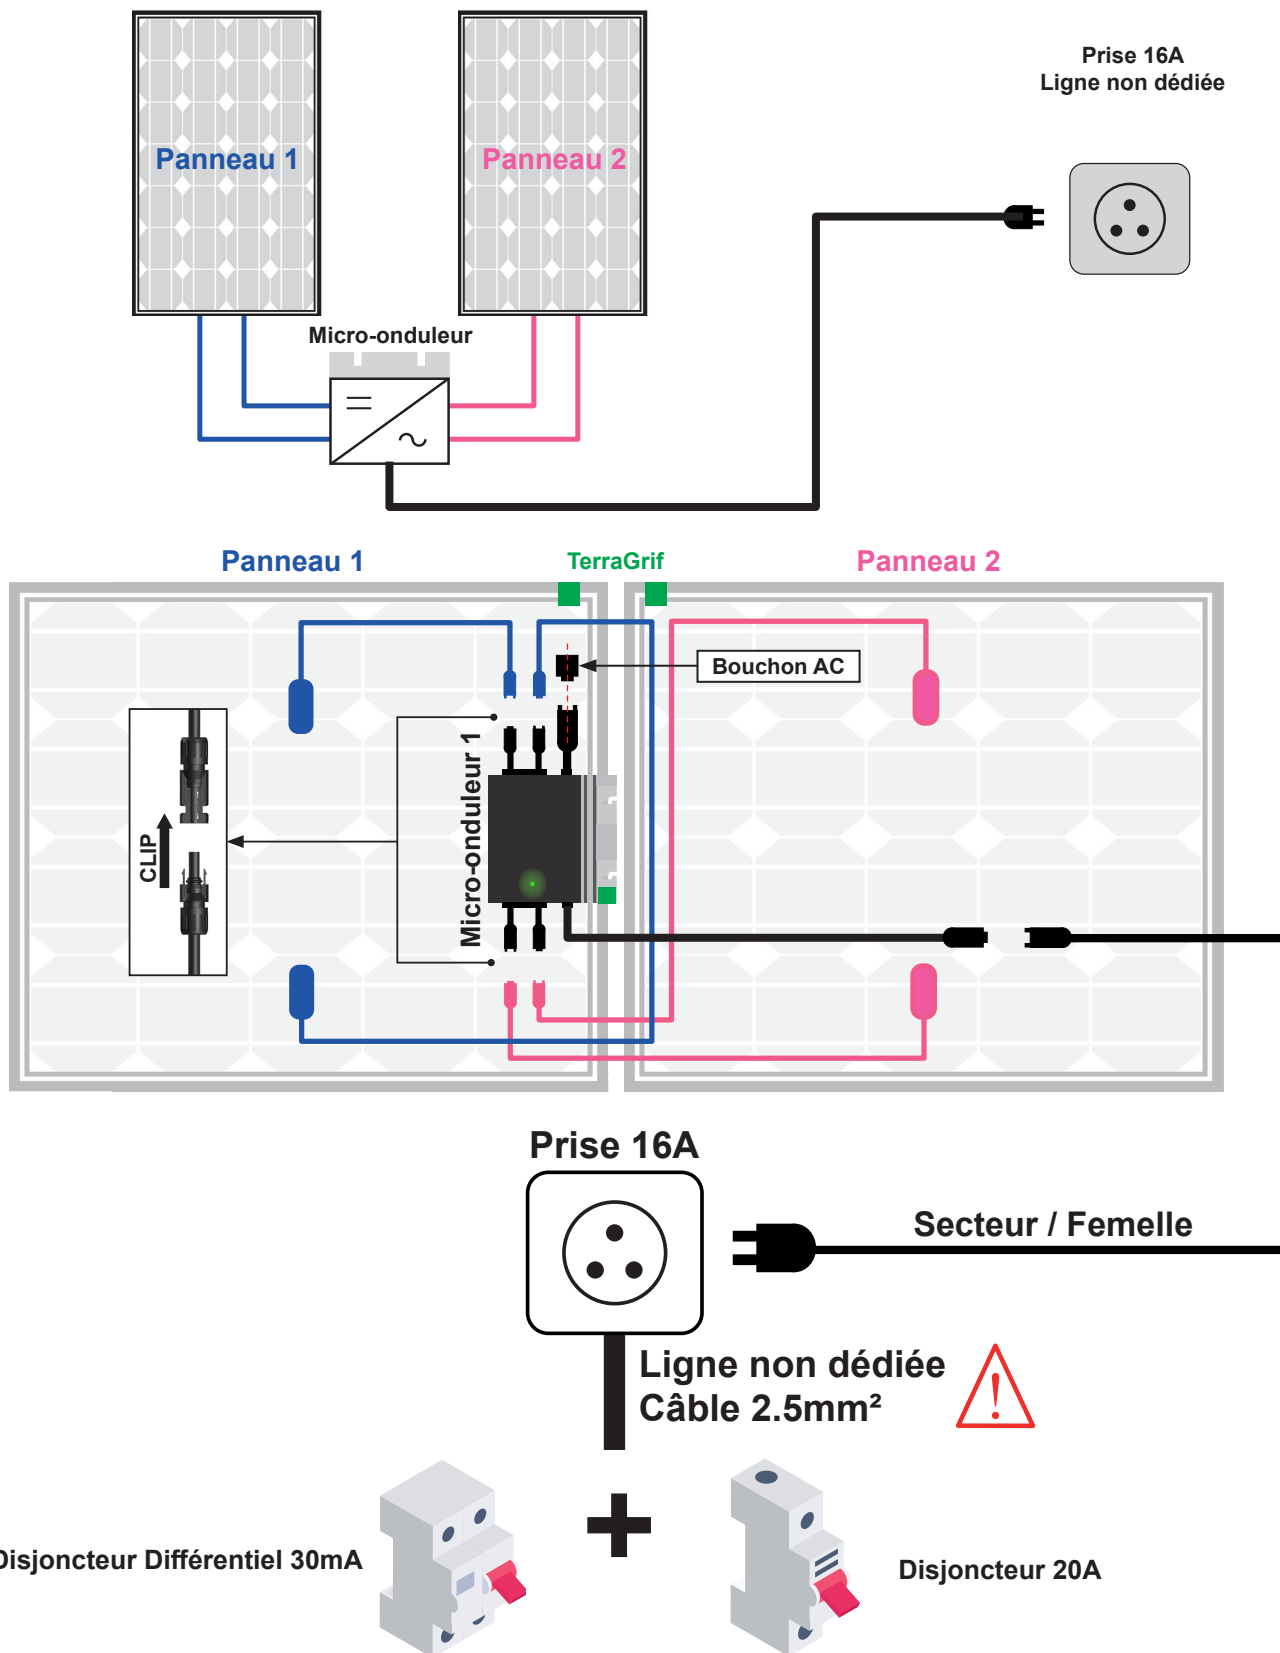 Prise 16A
Ligne non dédiée
Panneau 1
Panneau 2
Micro-onduleur
Panneau 1
TerraGrif
Panneau 2
Bouchon AC
CLIP
Micro-onduleur 1
Prise 16A
Secteur / Femelle
Ligne non dédiée
Câble 2.5mm²
Disjoncteur Différentiel 30mA
Disjoncteur 20A